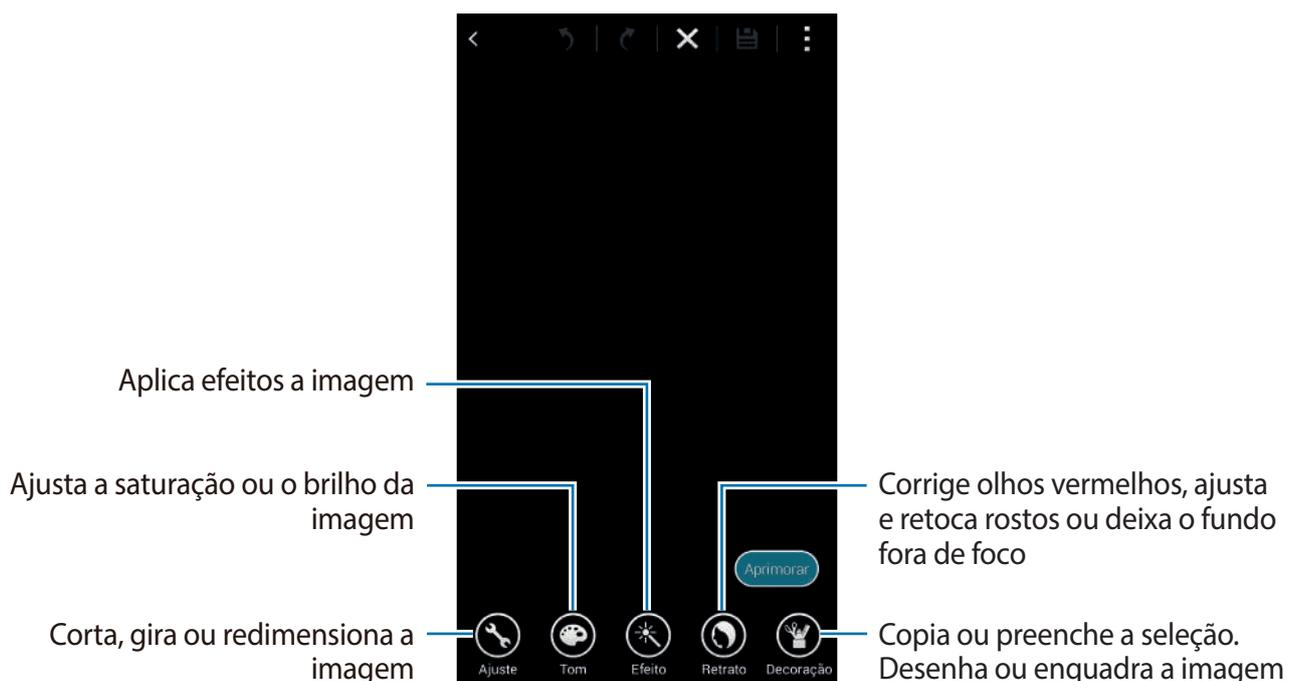 Aplica efeitos a imagem
Ajusta a saturação ou o brilho da
imagem
Corrige olhos vermelhos, ajusta
e retoca rostos ou deixa o fundo
fora de foco
Aprimorar
Corta, gira ou redimensiona a
imagem
Copia ou preenche a seleção.
Desenha ou enquadra a imagem
Ajuste
Tom
Efeito
Retrato
Decoração